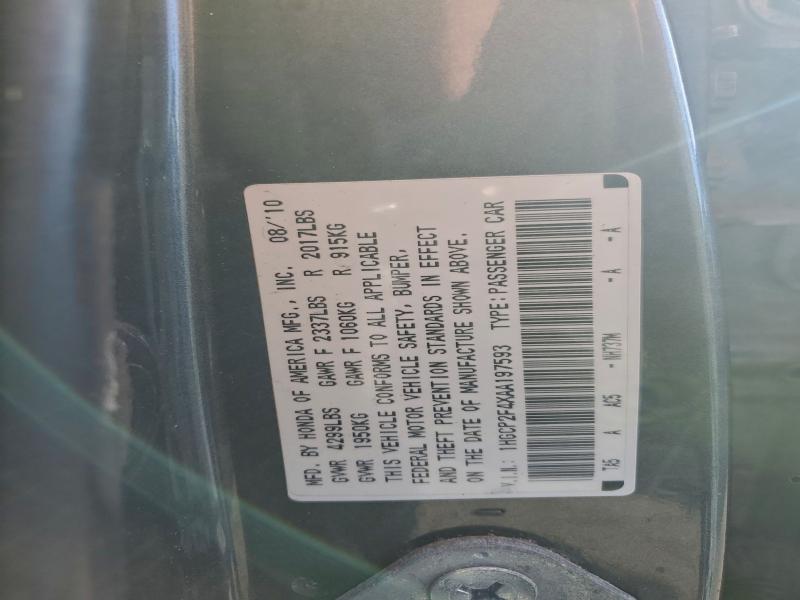 MFD. BY HONDA OF AMERICA MFG., INC. 08/'10
GVWR 4299LBS GAWR F 2337LBS R 2017LBS
GVWR 1950KG GAWR F 1060KG R 915KG
THIS VEHICLE CONFORMS TO ALL APPLICABLE
FEDERAL MOTOR VEHICLE SAFETY, BUMPER,
AND THEFT PREVENTION STANDARDS IN EFFECT
ON THE DATE OF MANUFACTURE SHOWN ABOVE.
V.I.N.: 1HGCP2F4XAA197593 TYPE: PASSENGER CAR
7A5 A AC5 -NH737M -A -A